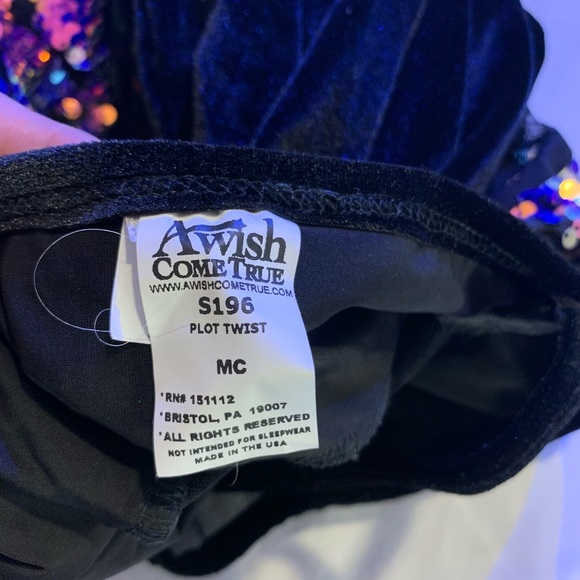 A wish
COME TRUE
WWW.AWISHCOMETRUE.COM
S196
PLOT TWIST
MC
*RN# 151112
*BRISTOL, PA 19007
*ALL RIGHTS RESERVED
NOT INTENDED FOR SLEEPWEAR
MADE IN THE USA